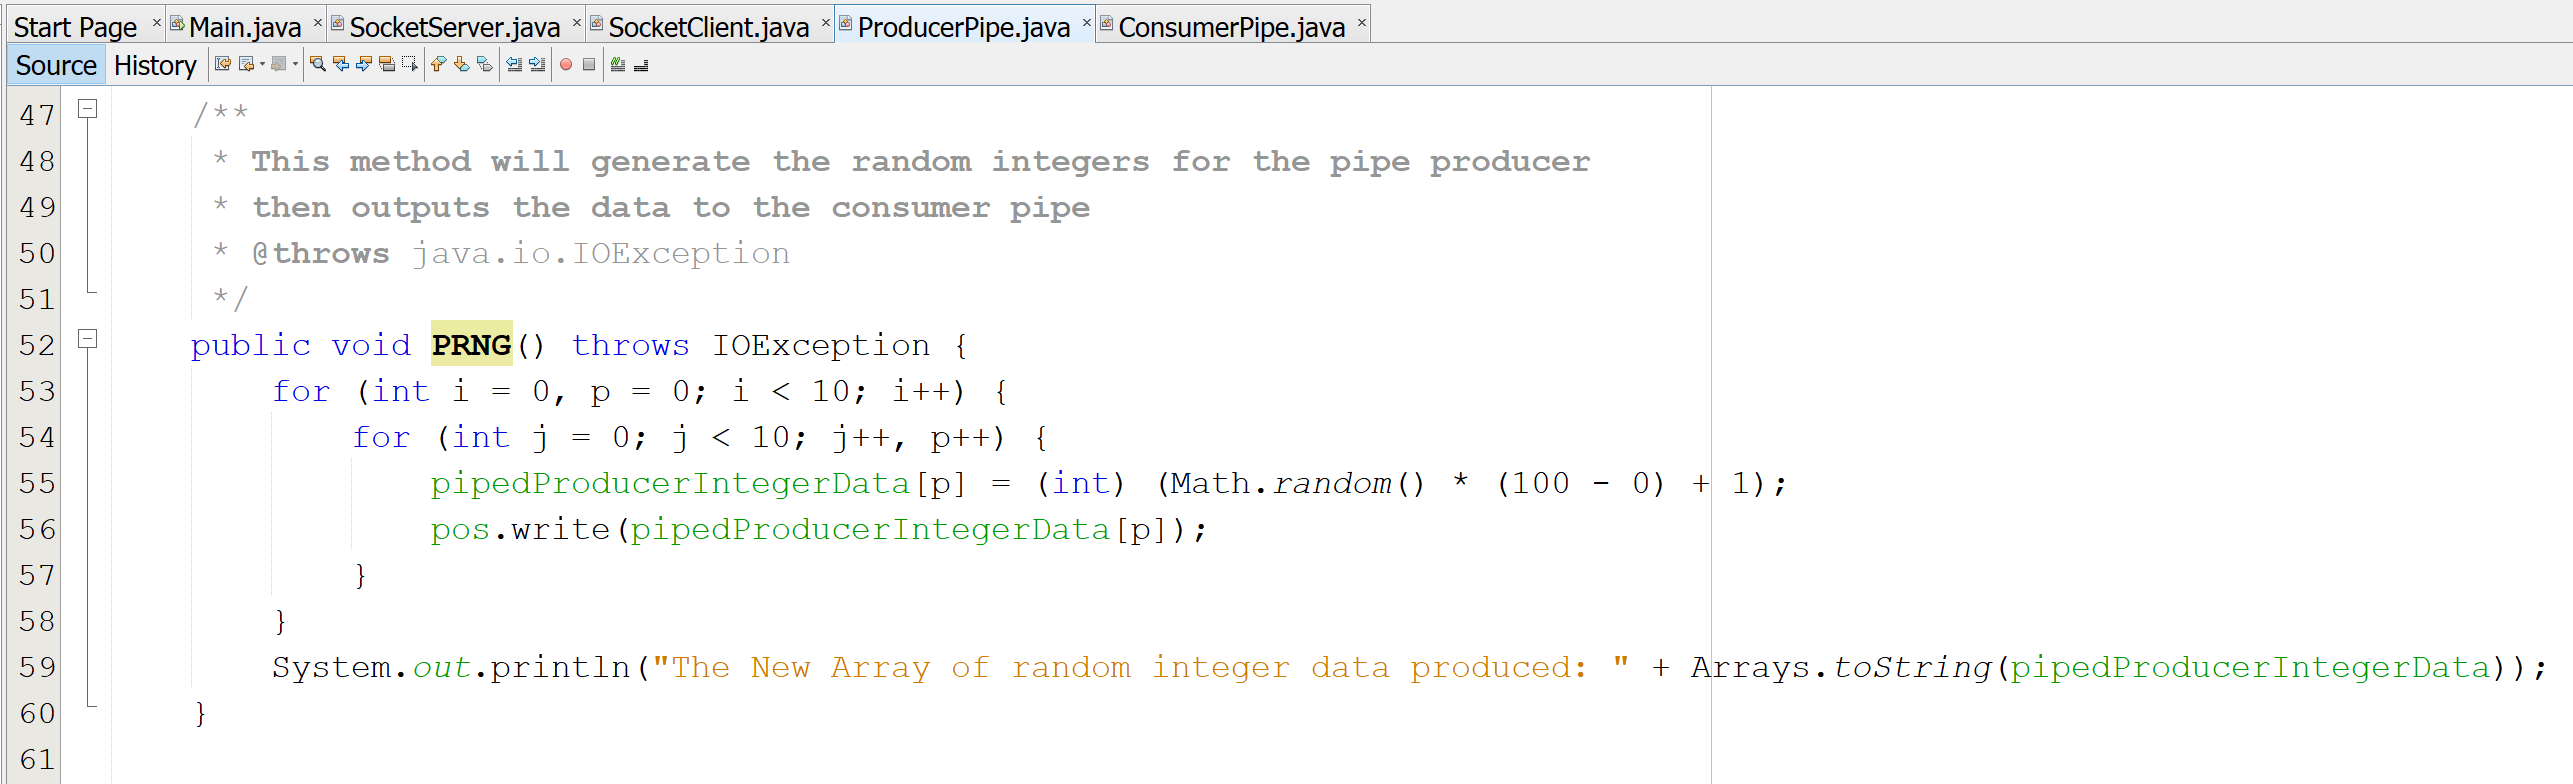 Start Page × Main.java × SocketServer.java × SocketClient.java × ProducerPipe.java × ConsumerPipe.java ×
Source History
47 /**
48 * This method will generate the random integers for the pipe producer
49 * then outputs the data to the consumer pipe
50 * @throws java.io.IOException
51 */
52 public void PRNG() throws IOException {
53 for (int i = 0, p = 0; i < 10; i++) {
54 for (int j = 0; j < 10; j++, p++) {
55 pipedProducerIntegerData[p] = (int) (Math.random() * (100 - 0) + 1);
56 pos.write(pipedProducerIntegerData[p]);
57 }
58 }
59 System.out.println("The New Array of random integer data produced: " + Arrays.toString(pipedProducerIntegerData));
60 }
61